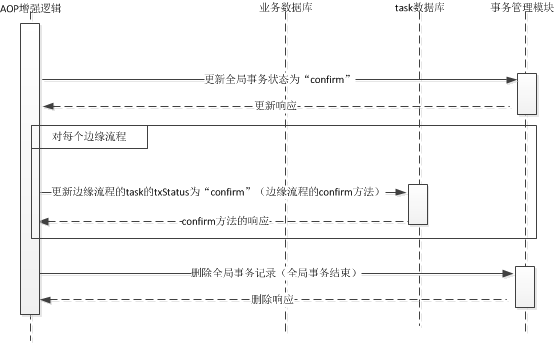 AOP增强逻辑 业务数据库 task数据库 事务管理模块
更新全局事务状态为“confirm”
更新响应
对每个边缘流程
更新边缘流程的task的txStatus为“confirm”（边缘流程的confirm方法）
confirm方法的响应
删除全局事务记录（全局事务结束）
删除响应